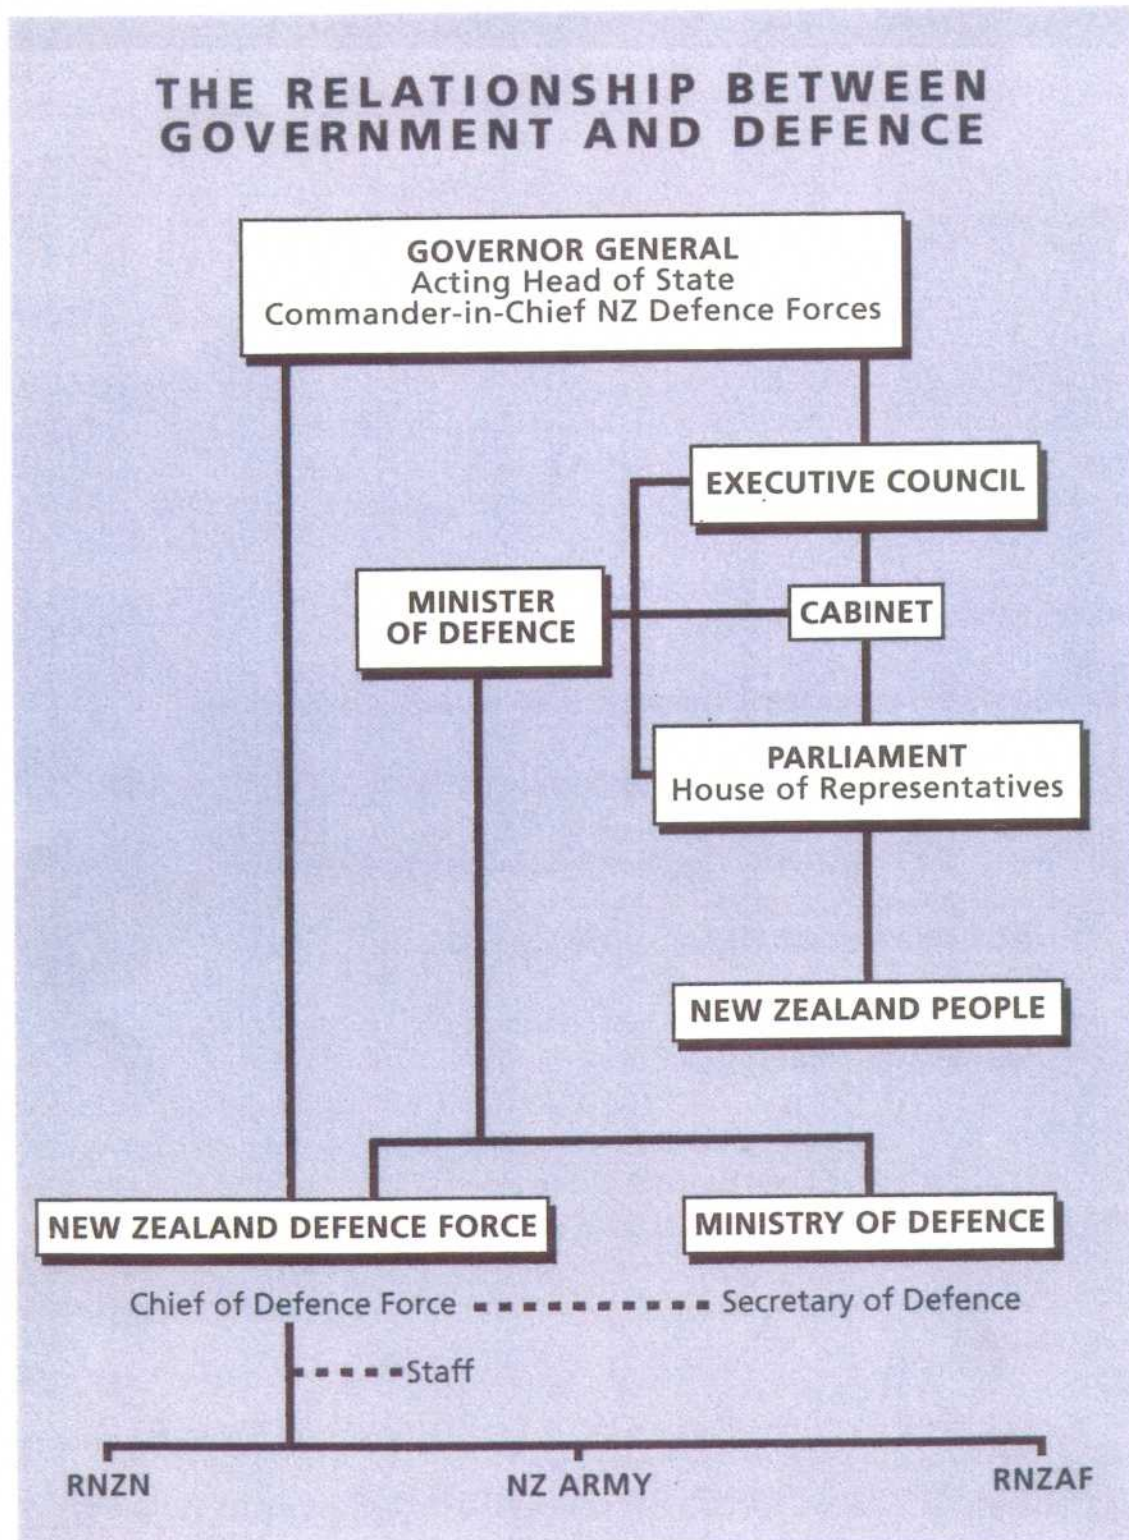 THE RELATIONSHIP BETWEEN
GOVERNMENT AND DEFENCE
GOVERNOR GENERAL
Acting Head of State
Commander-in-Chief NZ Defence Forces
EXECUTIVE COUNCIL
MINISTER
OF DEFENCE
CABINET
PARLIAMENT
House of Representatives
NEW ZEALAND PEOPLE
NEW ZEALAND DEFENCE FORCE
MINISTRY OF DEFENCE
Chief of Defence Force
Secretary of Defence
Staff
RNZN
NZ ARMY
RNZAF